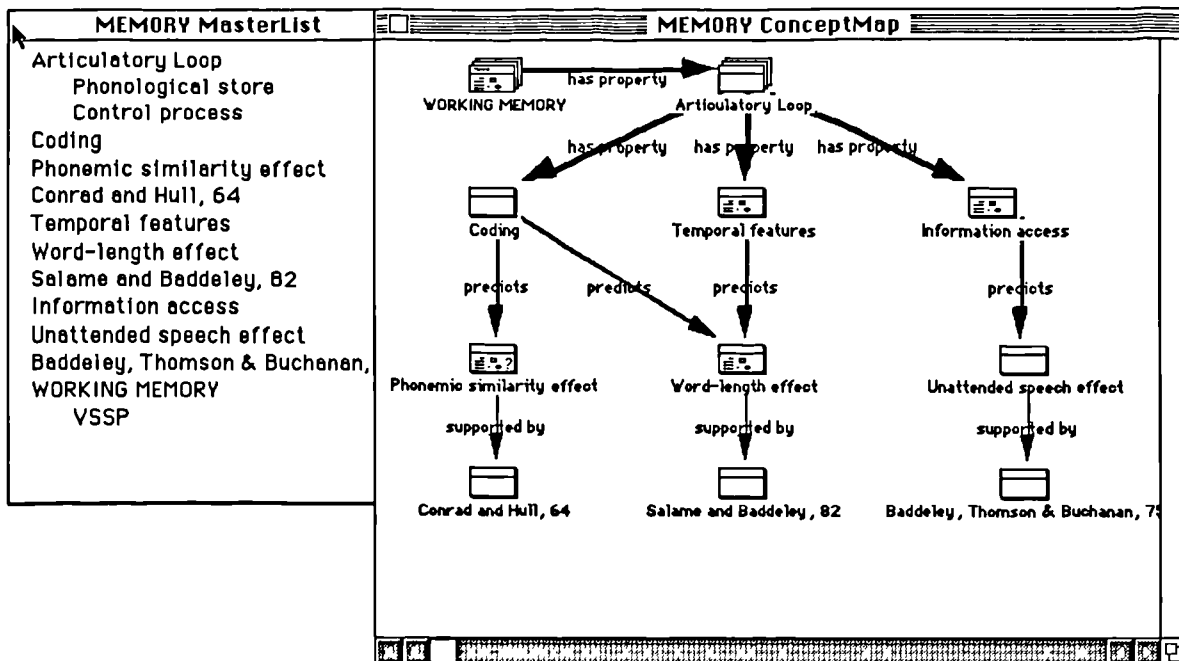 MEMORY MasterList
Articulatory Loop
Phonological store
Control process
Coding
Phonemic similarity effect
Conrad and Hull, 64
Temporal features
Word-length effect
Salame and Baddeley, 82
Information access
Unattended speech effect
Baddeley, Thomson & Buchanan,
WORKING MEMORY
VSSP
MEMORY ConceptMap
has property
WORKING MEMORY
Articulatory Loop
has property
has property
has property
Coding
Temporal features
Information access
predicts
predicts
predicts
predicts
?
Phonemic similarity effect
Word-length effect
Unattended speech effect
supported by
supported by
supported by
Conrad and Hull, 64
Salame and Baddeley, 82
Baddeley, Thomson & Buchanan, 75